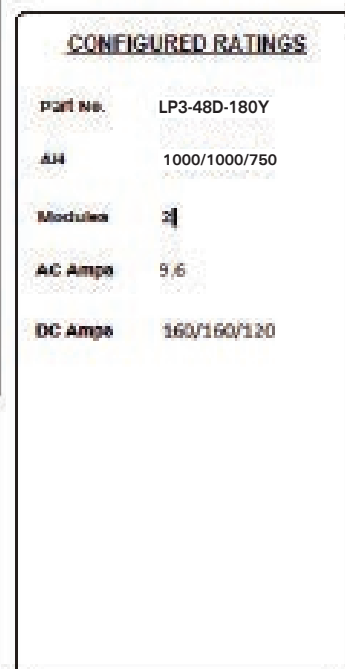 CONFIGURED RATINGS
Part No. LP3-48D-180Y
AH 1000/1000/750
Modules 2
AC Amps 9.6
DC Amps 160/160/120